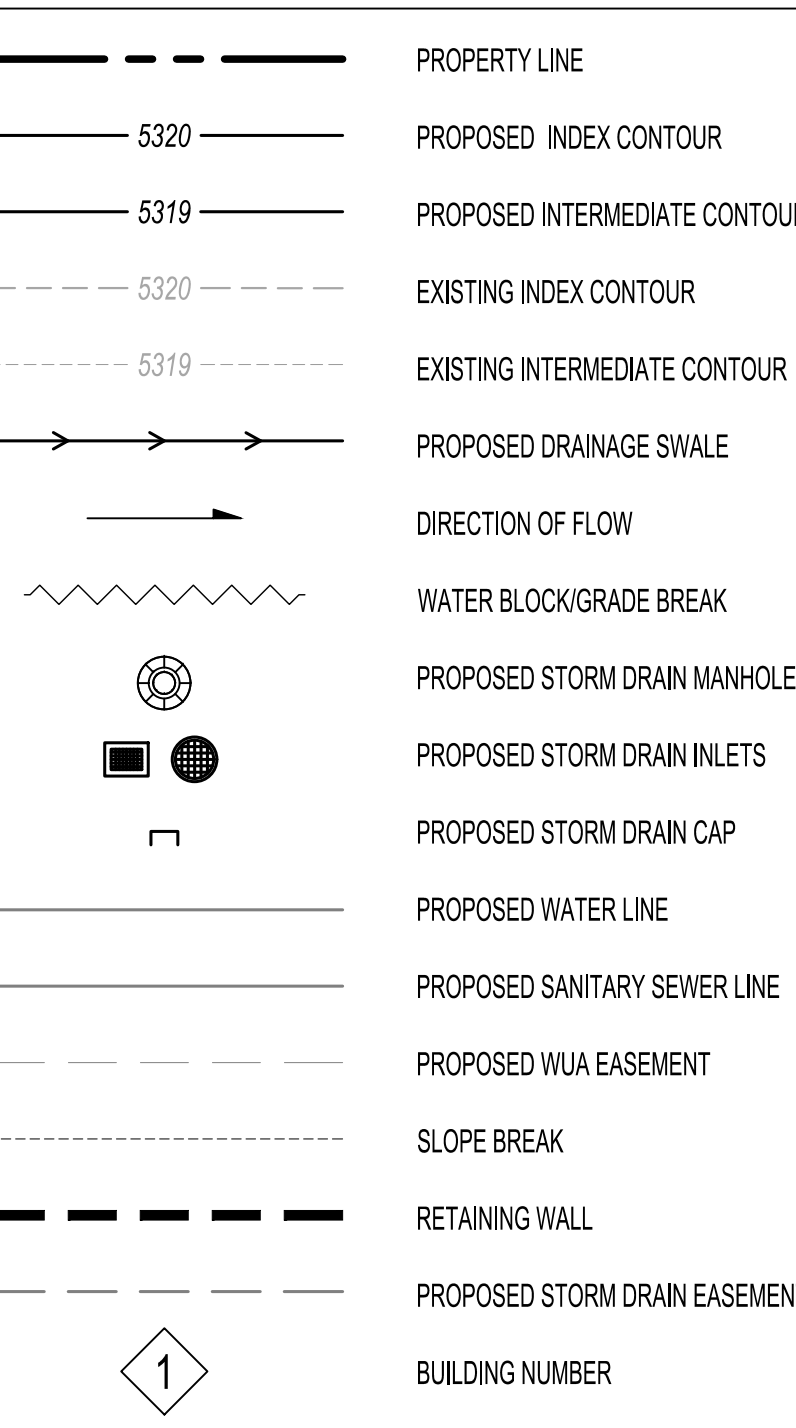 PROPERTY LINE
5320 PROPOSED INDEX CONTOUR
5319 PROPOSED INTERMEDIATE CONTOU
5320 EXISTING INDEX CONTOUR
5319 EXISTING INTERMEDIATE CONTOUR
PROPOSED DRAINAGE SWALE
DIRECTION OF FLOW
WATER BLOCK/GRADE BREAK
PROPOSED STORM DRAIN MANHOLE
PROPOSED STORM DRAIN INLETS
PROPOSED STORM DRAIN CAP
PROPOSED WATER LINE
PROPOSED SANITARY SEWER LINE
PROPOSED WUA EASEMENT
SLOPE BREAK
RETAINING WALL
PROPOSED STORM DRAIN EASEMEN
1 BUILDING NUMBER